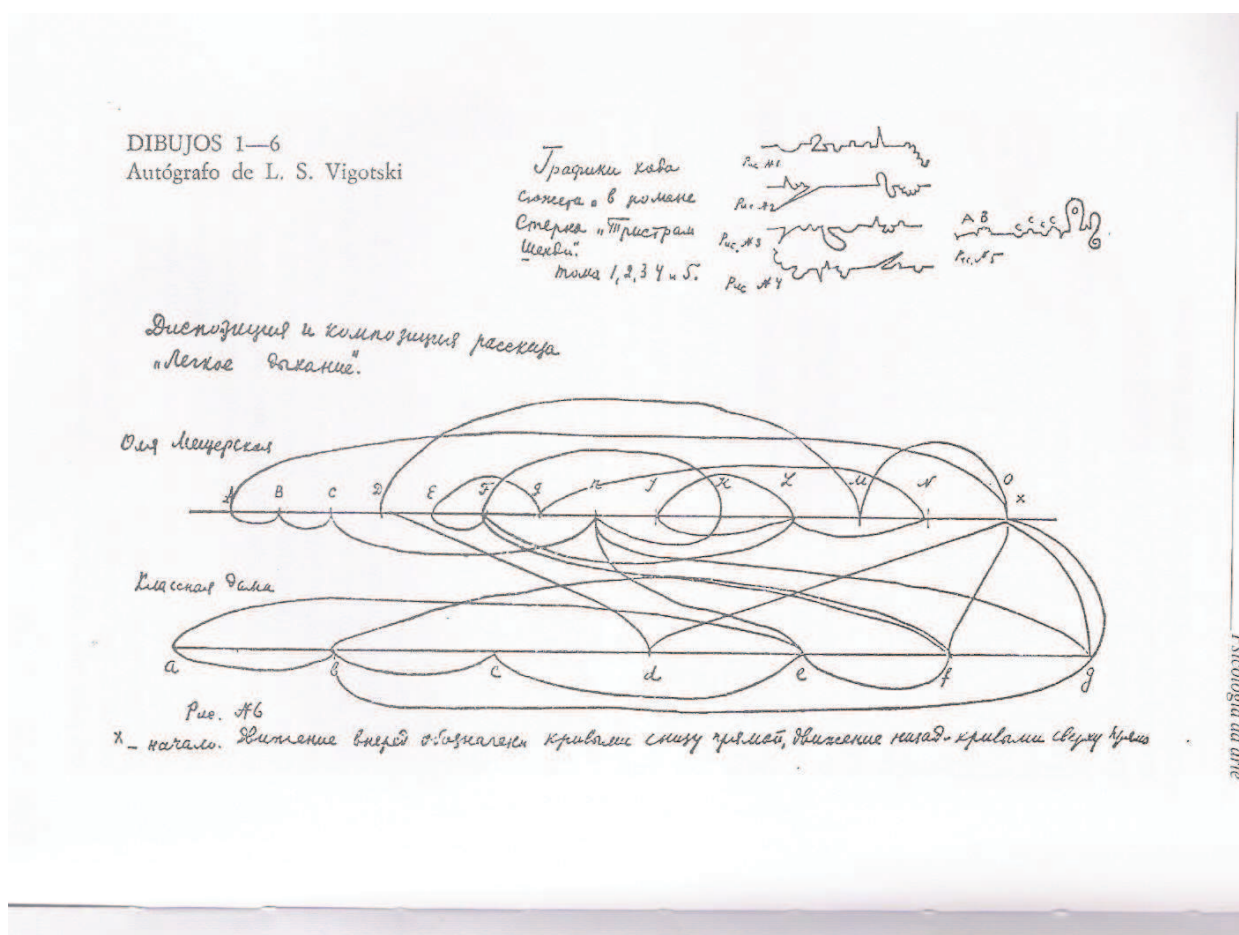 DIBUJOS 1—6
Autógrafo de L. S. Vigotski
Графики хода
сюжета в романе
Стерна „Тристрам
Шенди“.
тома 1, 2, 3 4 и 5.
Рис. №1
Рис. №2
Рис. №3
Рис №4
A B C C C
Рис. №5
Диспозиция и композиция рассказа
„Легкое дыхание“.
Оля Мещерская
A B C D E F g h J K L M N O
x
Классная дама
a b c d e f g
Рис. №6
x – начало. Движение вперед обозначен кривыми снизу прямой, движение назад - кривыми сверху прямо